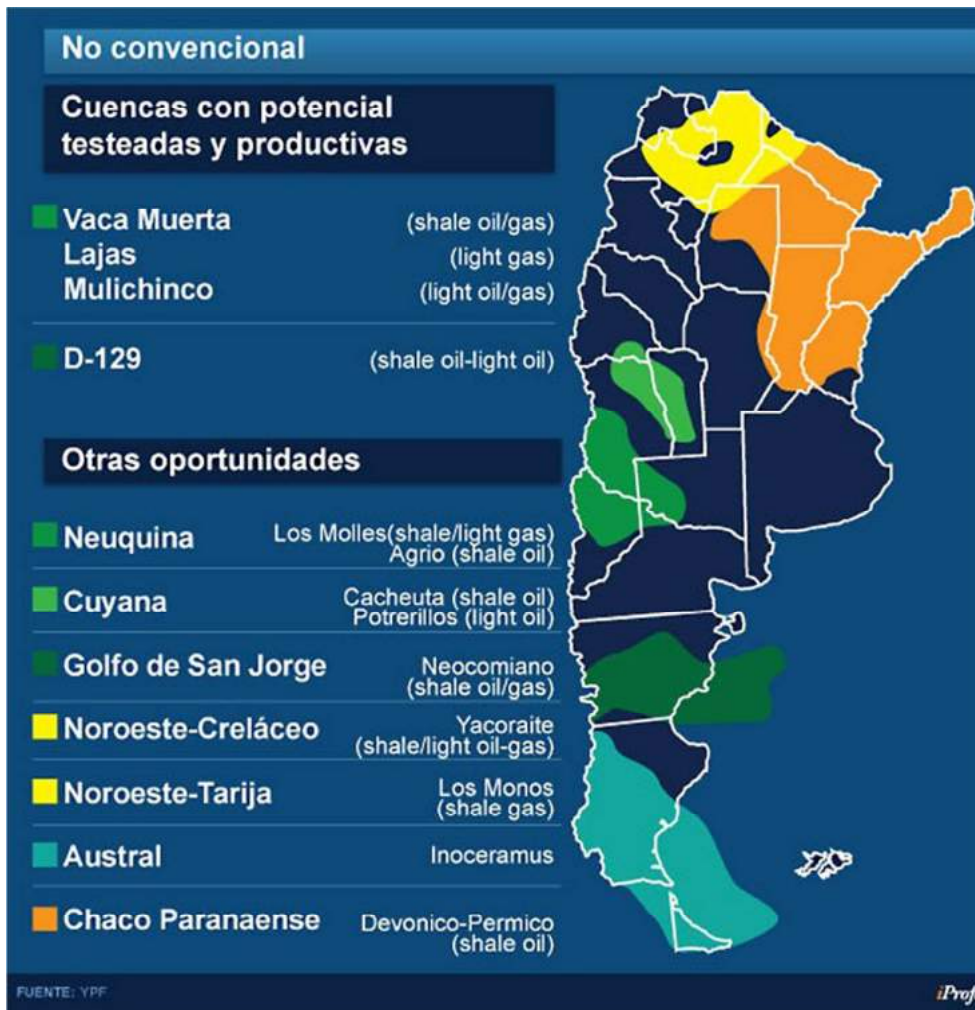 No convencional
Cuencas con potencial
testeadas y productivas
Vaca Muerta (shale oil/gas)
Lajas (light gas)
Mulichinco (light oil/gas)
D-129 (shale oil-light oil)
Otras oportunidades
Neuquina Los Molles(shale/light gas)
Agrio (shale oil)
Cuyana Cacheuta (shale oil)
Potrerillos (light oil)
Golfo de San Jorge Neocomiano
(shale oil/gas)
Noroeste-Creláceo Yacoraite
(shale/light oil-gas)
Noroeste-Tarija Los Monos
(shale gas)
Austral Inoceramus
Chaco Paranaense Devonico-Permico
(shale oil)
FUENTE: YPF
iProf